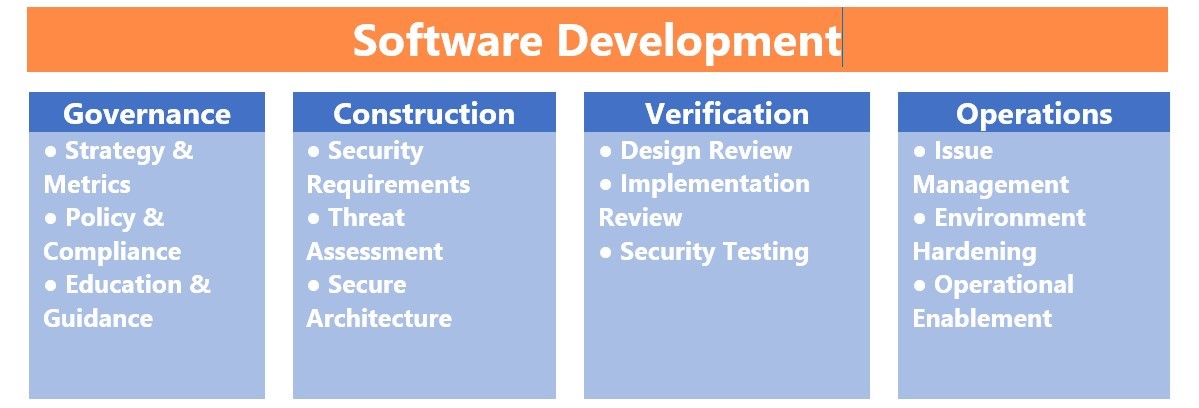 Software Development
Governance
● Strategy &
Metrics
● Policy &
Compliance
● Education &
Guidance
Construction
● Security
Requirements
● Threat
Assessment
● Secure
Architecture
Verification
● Design Review
● Implementation
Review
● Security Testing
Operations
● Issue
Management
● Environment
Hardening
● Operational
Enablement